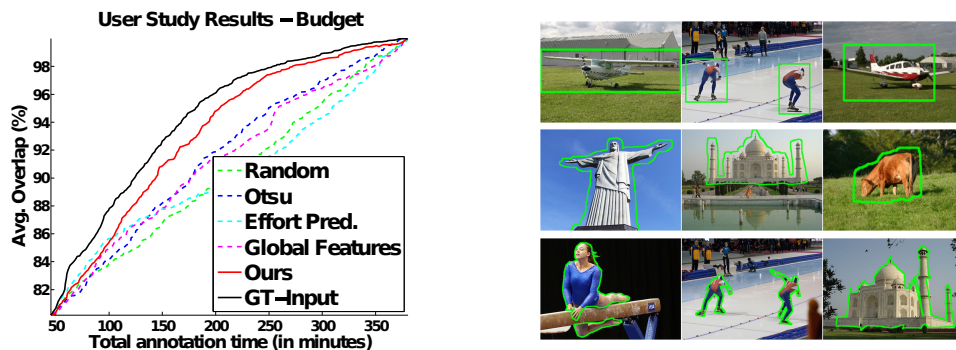 User Study Results – Budget
Avg. Overlap (%)
98
96
94
92
90
88
86
84
82
Random
Otsu
Effort Pred.
Global Features
Ours
GT–Input
50 100 150 200 250 300 350
Total annotation time (in minutes)